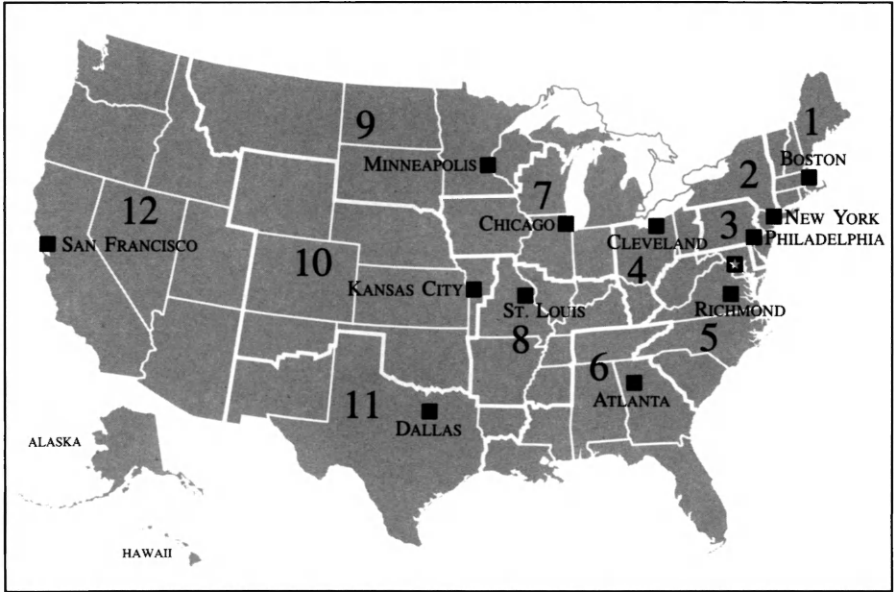 1
9
BOSTON
MINNEAPOLIS
2
7
12
3
NEW YORK
CHICAGO
CLEVELAND
PHILADELPHIA
SAN FRANCISCO
10
4
KANSAS CITY
ST. LOUIS
RICHMOND
8
5
6
11
ATLANTA
DALLAS
ALASKA
HAWAII